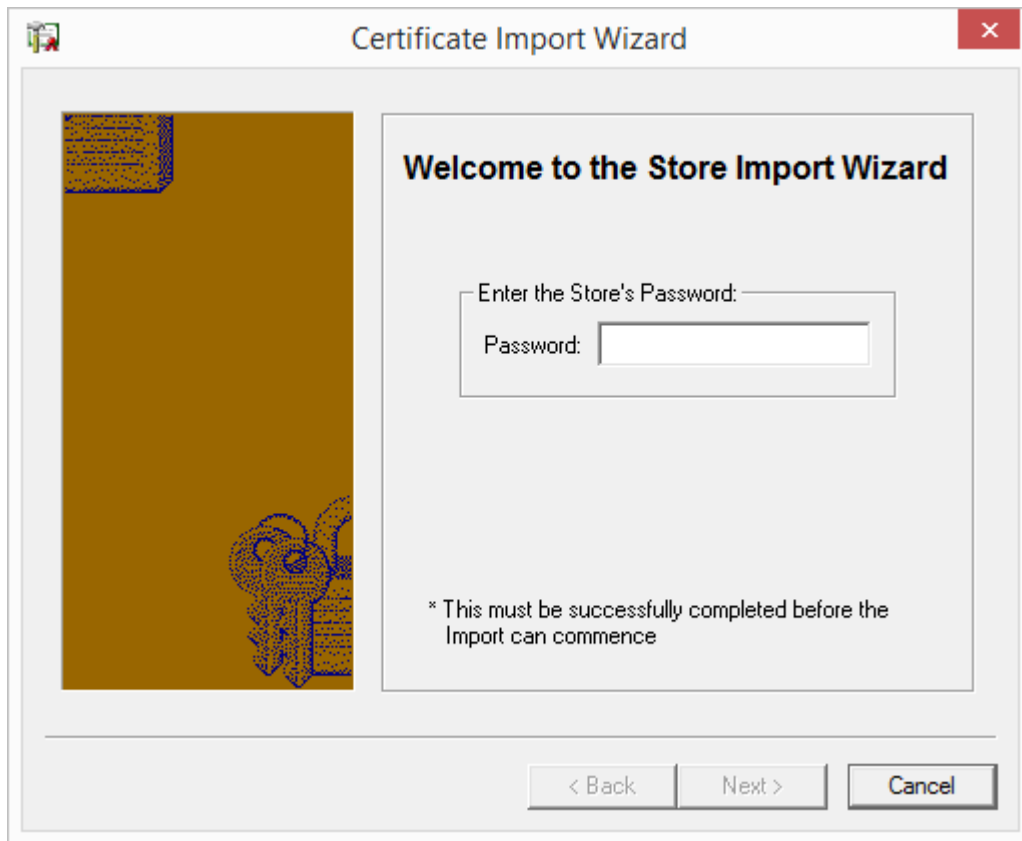 Certificate Import Wizard
Welcome to the Store Import Wizard
Enter the Store's Password:
Password:
* This must be successfully completed before the
Import can commence
< Back
Next >
Cancel